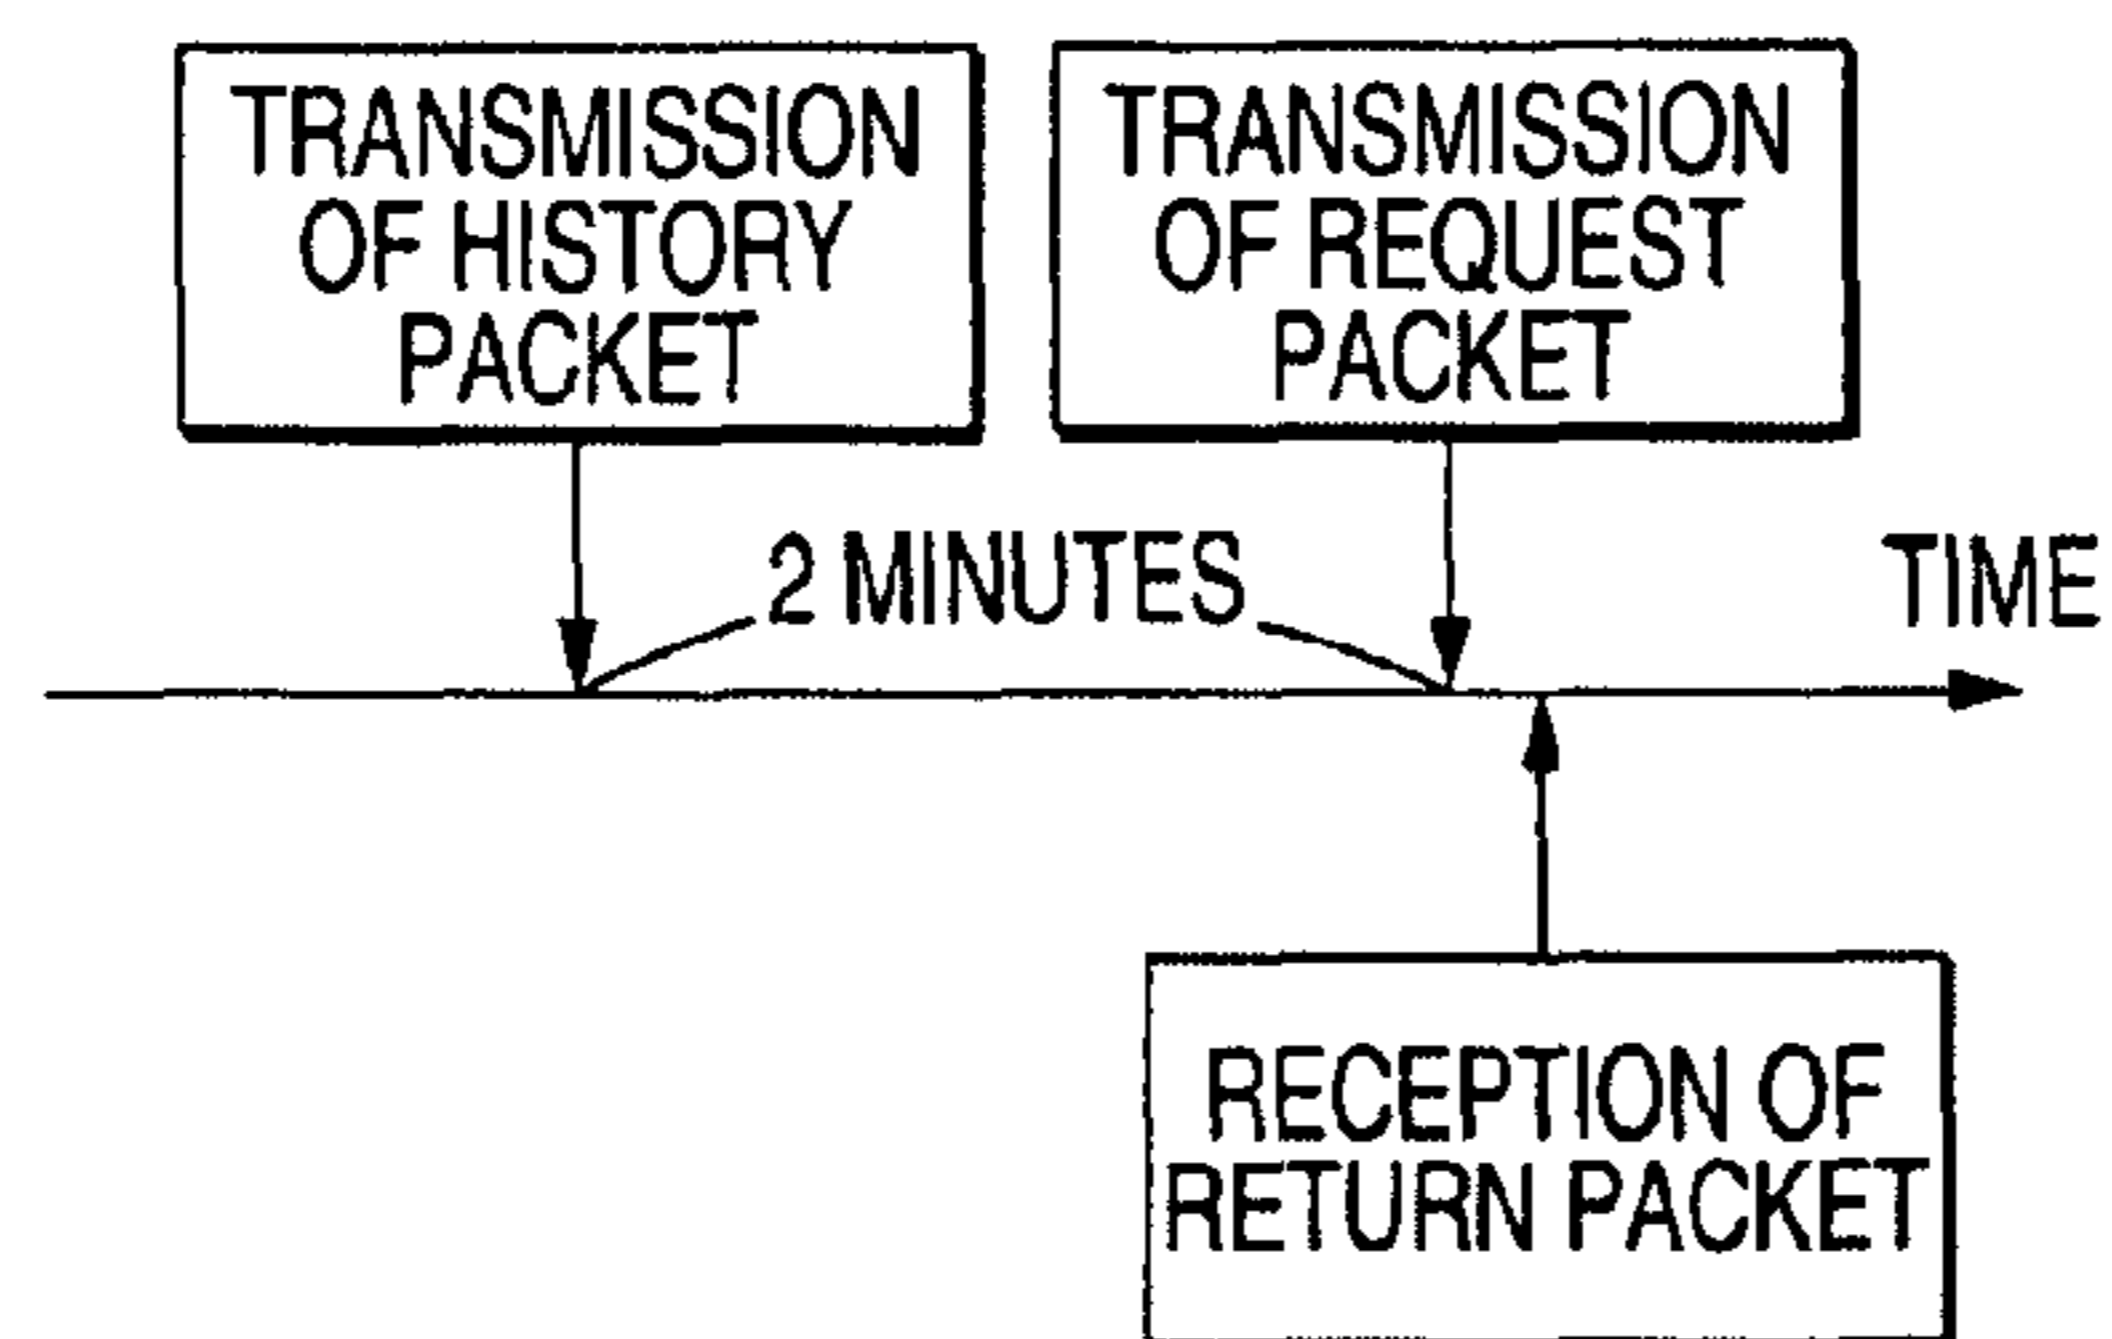 TRANSMISSION
OF HISTORY
PACKET
TRANSMISSION
OF REQUEST
PACKET
2 MINUTES
TIME
RECEPTION OF
RETURN PACKET